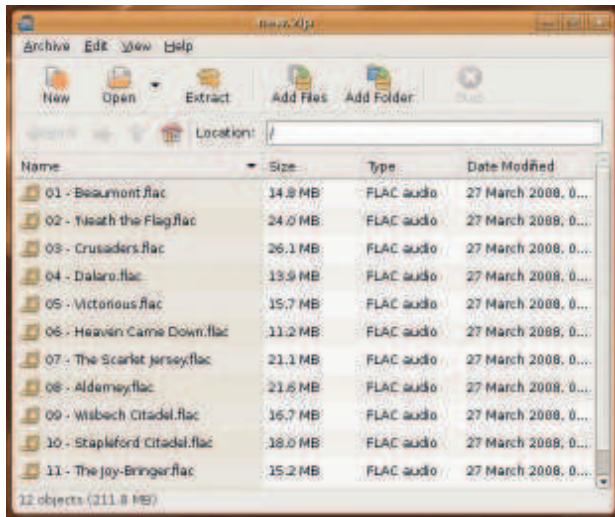 new.zip
Archive Edit View Help
New Open Extract Add Files Add Folder Stop
Location: /
Name Size Type Date Modified
01 - Beaumont.flac 14.8 MB FLAC audio 27 March 2008, 0...
02 - 'Neath the Flag.flac 24.0 MB FLAC audio 27 March 2008, 0...
03 - Crusaders.flac 26.1 MB FLAC audio 27 March 2008, 0...
04 - Dalaro.flac 13.9 MB FLAC audio 27 March 2008, 0...
05 - Victorious.flac 15.7 MB FLAC audio 27 March 2008, 0...
06 - Heaven Came Down.flac 11.2 MB FLAC audio 27 March 2008, 0...
07 - The Scarlet Jersey.flac 21.1 MB FLAC audio 27 March 2008, 0...
08 - Alderney.flac 21.6 MB FLAC audio 27 March 2008, 0...
09 - Wisbech Citadel.flac 16.7 MB FLAC audio 27 March 2008, 0...
10 - Stapleford Citadel.flac 18.0 MB FLAC audio 27 March 2008, 0...
11 - The Joy-Bringer.flac 15.2 MB FLAC audio 27 March 2008, 0...
12 objects (211.8 MB)